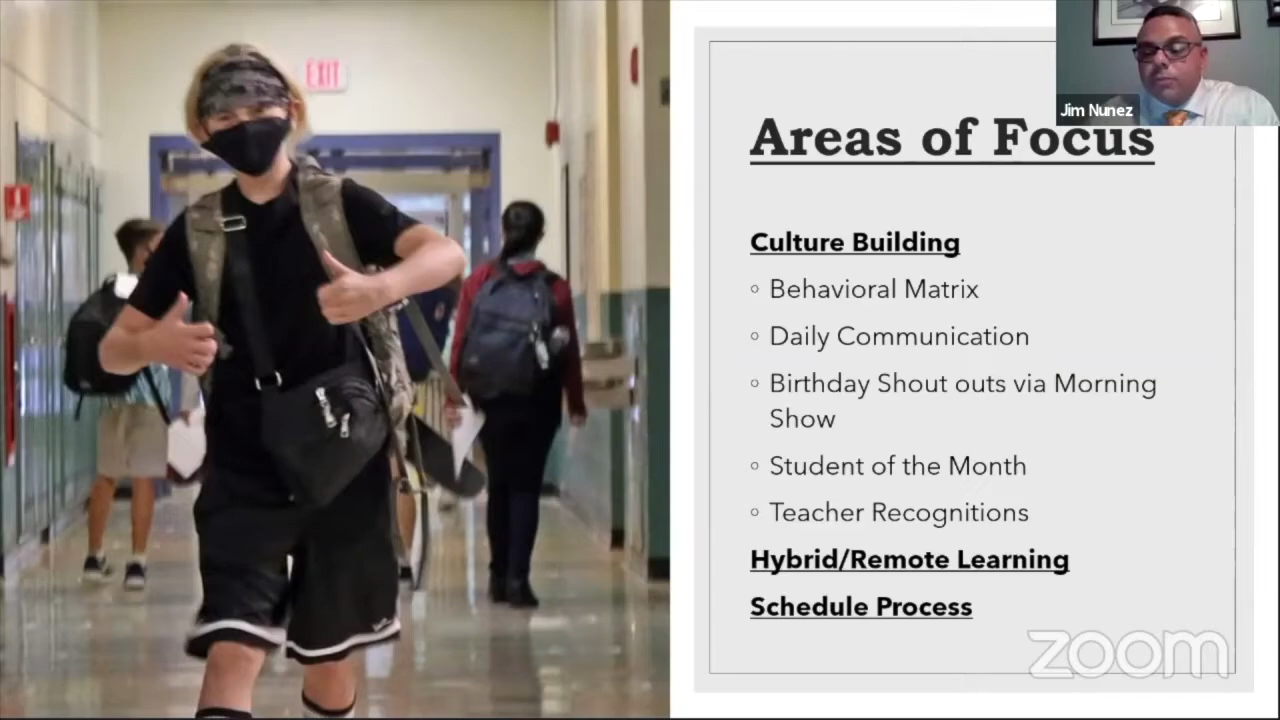 EXIT
Jim Nunez
Areas of Focus
Culture Building
◦ Behavioral Matrix
◦ Daily Communication
◦ Birthday Shout outs via Morning
Show
◦ Student of the Month
◦ Teacher Recognitions
Hybrid/Remote Learning
Schedule Process
zoom